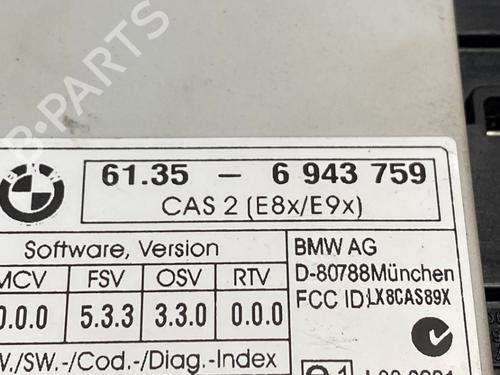 B-PARTS
BMW
61.35 - 6 943 759
CAS 2 (E8x/E9x)
Software, Version
BMW AG
D-80788München
FCC ID:LX8CAS89X
MCV FSV OSV RTV
0.0.0 5.3.3 3.3.0 0.0.0
W./SW.-/Cod-/Diag.-Index